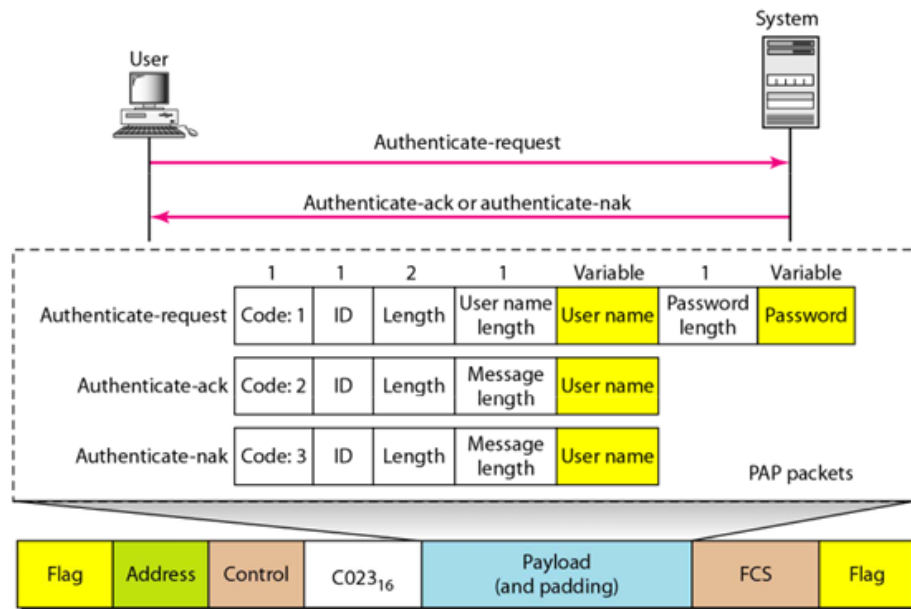 System
User
Authenticate-request
Authenticate-ack or authenticate-nak
1 1 2 1 Variable 1 Variable
Authenticate-request Code: 1 ID Length User name length User name Password length Password
Authenticate-ack Code: 2 ID Length Message length User name
Authenticate-nak Code: 3 ID Length Message length User name
PAP packets
Flag Address Control C023₁₆ Payload (and padding) FCS Flag